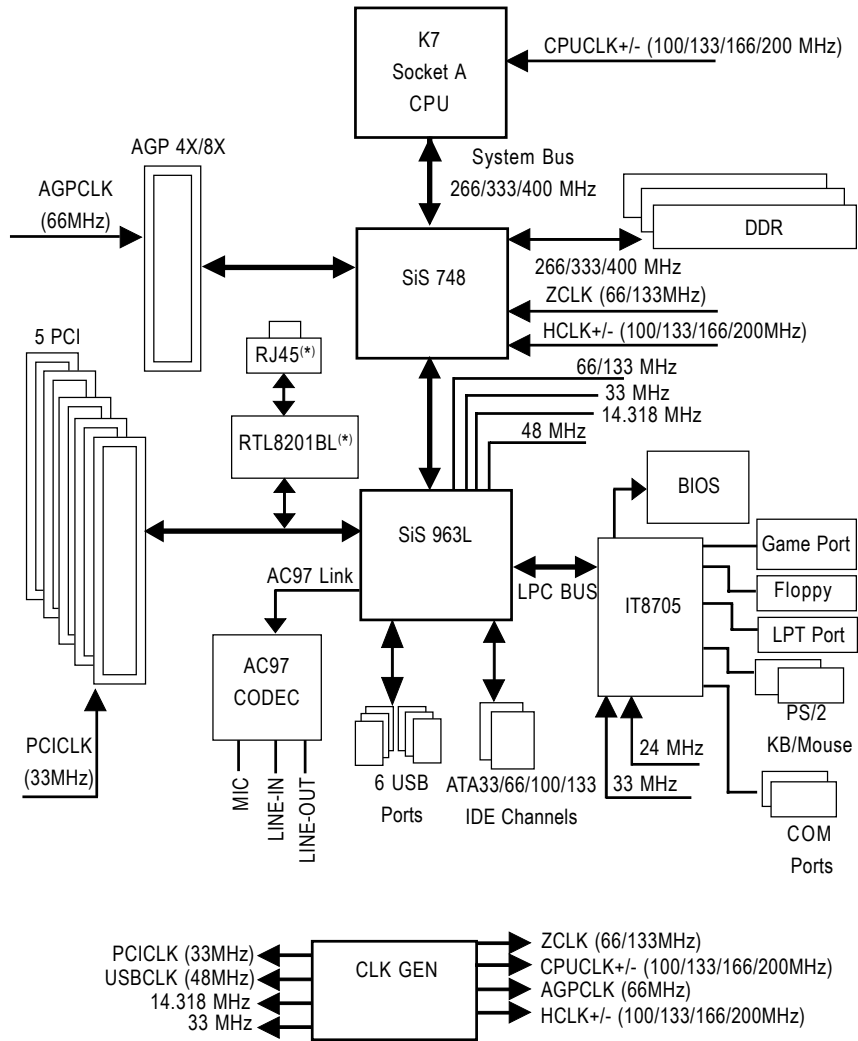 K7
Socket A
CPU
CPUCLK+/- (100/133/166/200 MHz)
AGP 4X/8X
System Bus
266/333/400 MHz
AGPCLK
(66MHz)
DDR
SiS 748
266/333/400 MHz
ZCLK (66/133MHz)
HCLK+/- (100/133/166/200MHz)
5 PCI
RJ45(*)
66/133 MHz
33 MHz
14.318 MHz
48 MHz
RTL8201BL(*)
BIOS
SiS 963L
Game Port
AC97 Link
LPC BUS
IT8705
Floppy
LPT Port
AC97
CODEC
PS/2
KB/Mouse
PCICLK
(33MHz)
24 MHz
33 MHz
MIC
LINE-IN
LINE-OUT
6 USB
Ports
ATA33/66/100/133
IDE Channels
COM
Ports
CLK GEN
PCICLK (33MHz)
USBCLK (48MHz)
14.318 MHz
33 MHz
ZCLK (66/133MHz)
CPUCLK+/- (100/133/166/200MHz)
AGPCLK (66MHz)
HCLK+/- (100/133/166/200MHz)